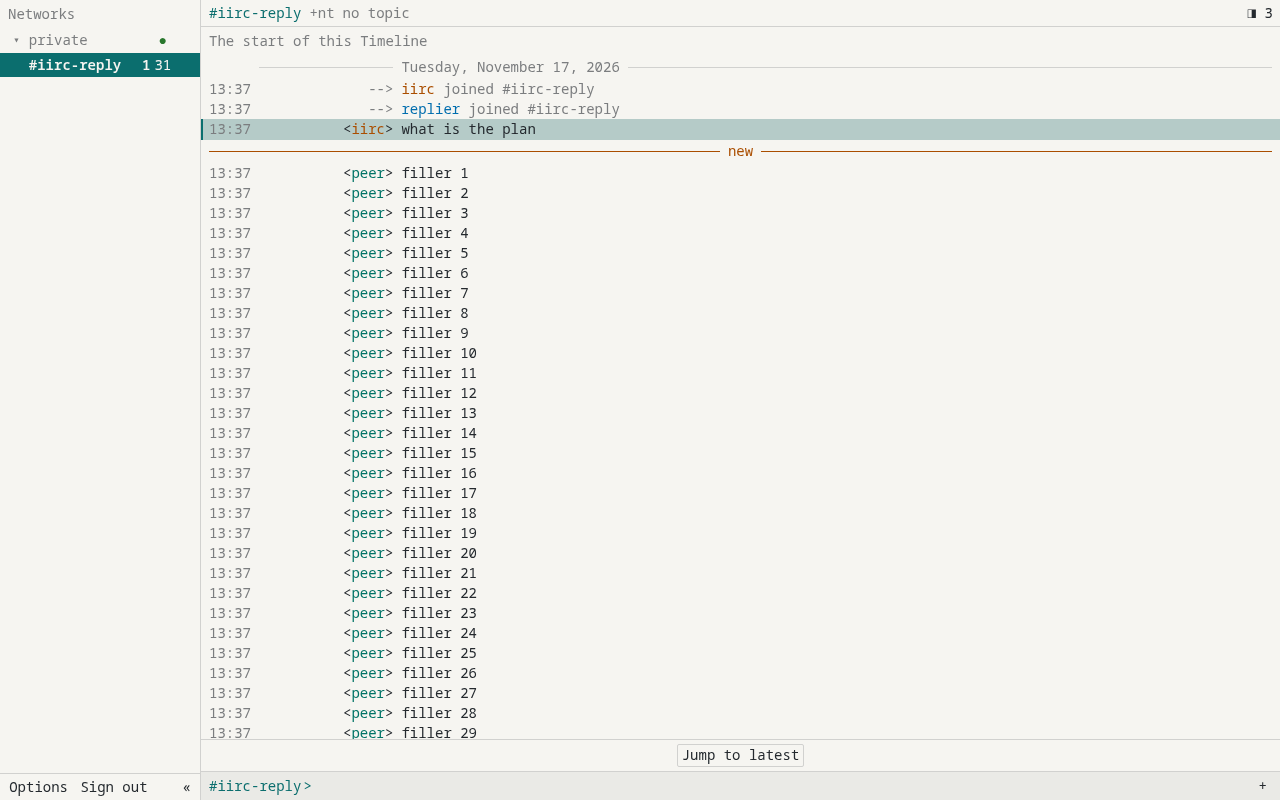 Networks
▾ private ●
#iirc-reply 1 31
Options Sign out «
#iirc-reply +nt no topic ◨ 3
The start of this Timeline
Tuesday, November 17, 2026
13:37 --> iirc joined #iirc-reply
13:37 --> replier joined #iirc-reply
13:37 <iirc> what is the plan
new
13:37 <peer> filler 1
13:37 <peer> filler 2
13:37 <peer> filler 3
13:37 <peer> filler 4
13:37 <peer> filler 5
13:37 <peer> filler 6
13:37 <peer> filler 7
13:37 <peer> filler 8
13:37 <peer> filler 9
13:37 <peer> filler 10
13:37 <peer> filler 11
13:37 <peer> filler 12
13:37 <peer> filler 13
13:37 <peer> filler 14
13:37 <peer> filler 15
13:37 <peer> filler 16
13:37 <peer> filler 17
13:37 <peer> filler 18
13:37 <peer> filler 19
13:37 <peer> filler 20
13:37 <peer> filler 21
13:37 <peer> filler 22
13:37 <peer> filler 23
13:37 <peer> filler 24
13:37 <peer> filler 25
13:37 <peer> filler 26
13:37 <peer> filler 27
13:37 <peer> filler 28
13:37 <peer> filler 29
Jump to latest
#iirc-reply> +